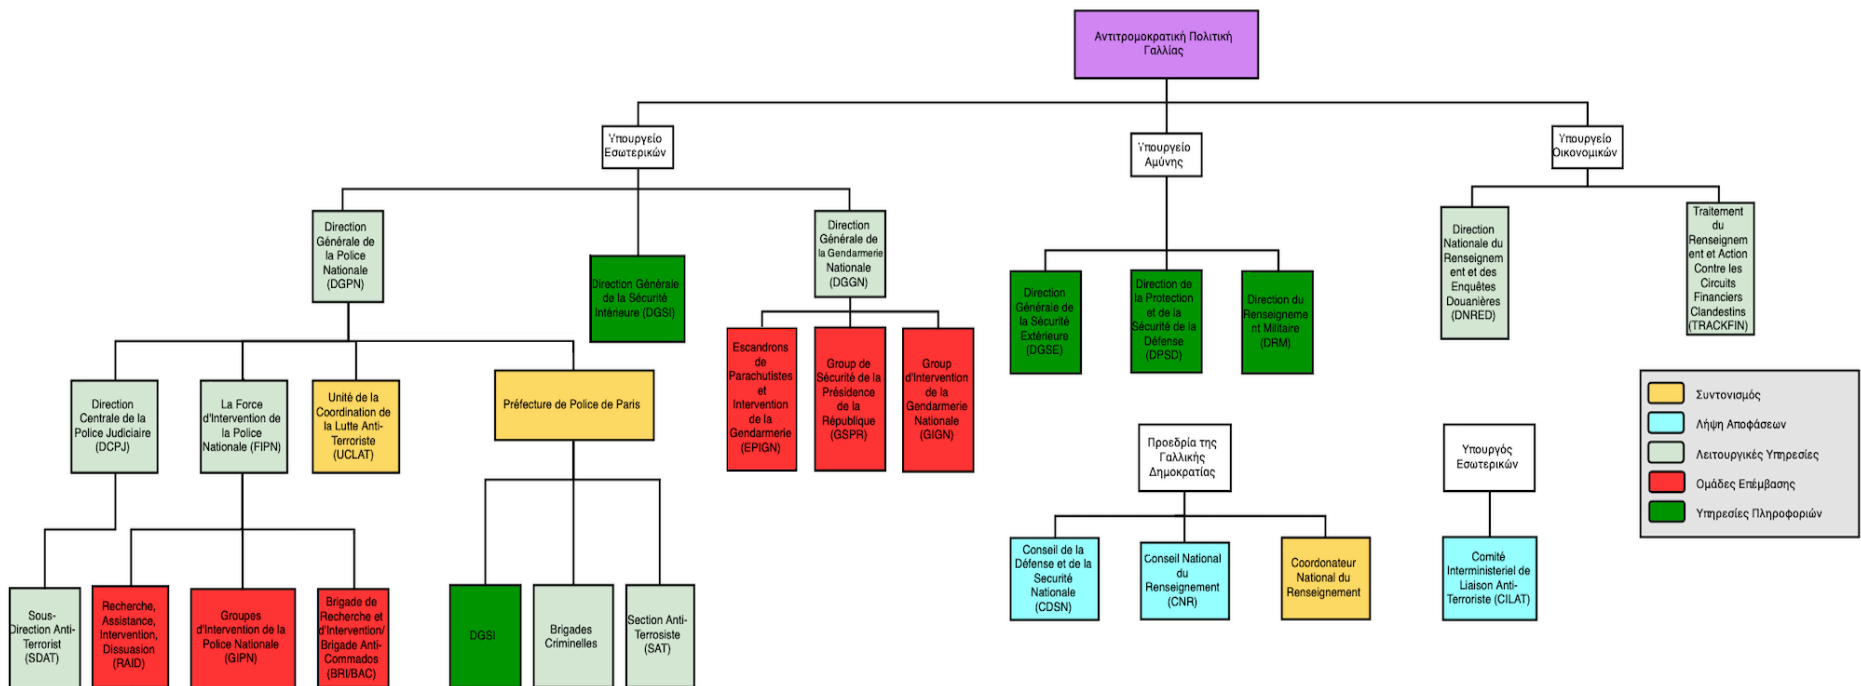 Αντιτρομοκρατική Πολιτική
Γαλλίας
Υπουργείο
Εσωτερικών
Υπουργείο
Αμύνης
Υπουργείο
Οικονομικών
Direction
Générale de
la Police
Nationale
(DGPN)
Direction Générale
de la Sécurité
Intérieure (DGSI)
Direction
Générale de
la Gendarmerie
Nationale
(DGGN)
Direction
Générale de
la Sécurité
Extérieure
(DGSE)
Direction de
la Protection
et de la
Sécurité de la
Défense
(DPSD)
Direction du
Renseigneme
nt Militaire
(DRM)
Direction
Nationale du
Renseignem
ent et des
Enquêtes
Douanières
(DNRED)
Traitement
du
Renseignem
ent et Action
Contre les
Circuits
Financiers
Clandestins
(TRACKFIN)
Direction
Centrale de la
Police Judiciaire
(DCPJ)
La Force
d'Intervention de
la Police
Nationale (FIPN)
Unité de la
Coordination de
la Lutte Anti-
Terroriste
(UCLAT)
Préfecture de Police de Paris
Escandrons
de
Parachutistes
et
Intervention
de la
Gendarmerie
(EPIGN)
Group de
Sécurité de la
Présidence
de la
République
(GSPR)
Group
d'Intervention
de la
Gendarmerie
Nationale
(GIGN)
Sous-
Direction Anti-
Terrorist
(SDAT)
Recherche,
Assistance,
Intervention,
Dissuasion
(RAID)
Groupes
d'Intervention de la
Police Nationale
(GIPN)
Brigade de
Recherche et
d'Intervention/
Brigade Anti-
Commados
(BRI/BAC)
DGSI
Brigades
Criminelles
Section Anti-
Terrosiste
(SAT)
Προεδρία της
Γαλλικής
Δημοκρατίας
Υπουργός
Εσωτερικών
Conseil de la
Défense et de la
Securité
Nationale
(CDSN)
Conseil National
du
Renseignement
(CNR)
Coordonateur
National du
Renseignement
Comité
Interministeriel de
Liaison Anti-
Terroriste (CILAT)
Συντονισμός
Λήψη Αποφάσεων
Λειτουργικές Υπηρεσίες
Ομάδες Επέμβασης
Υπηρεσίες Πληροφοριών